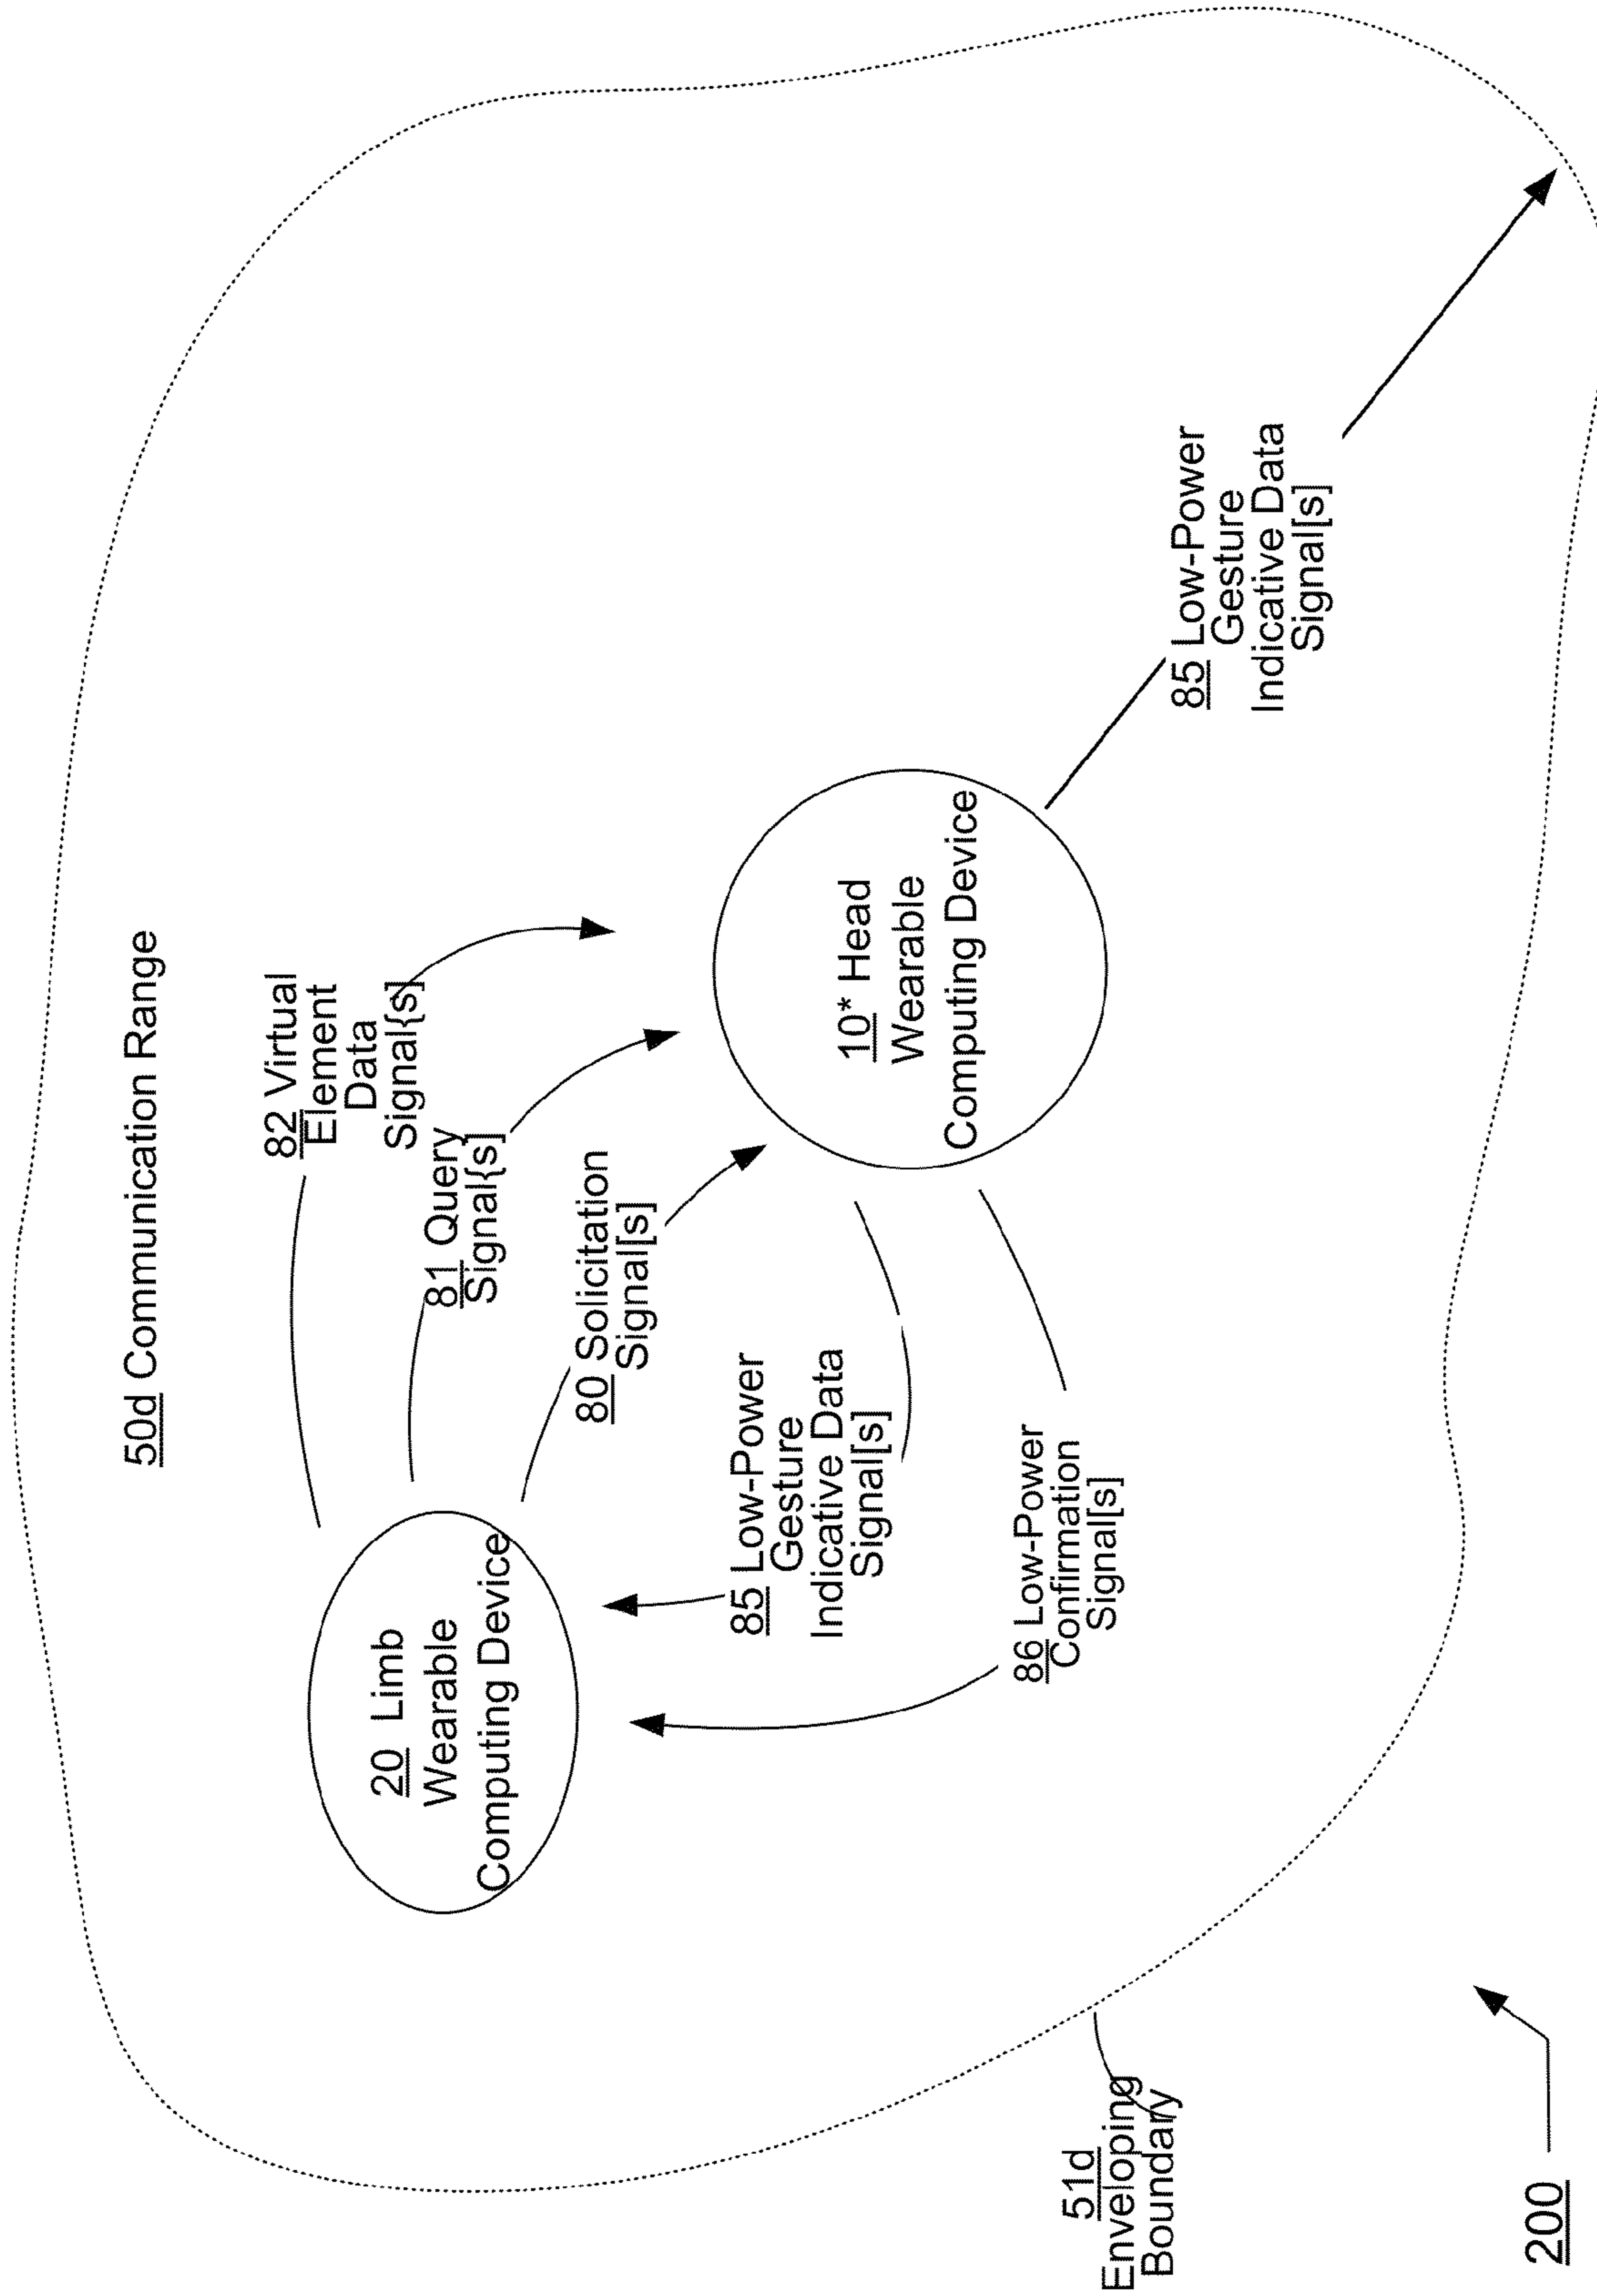 50d Communication Range
82 Virtual
Element
Data
Signal{s]
81 Query
Signal{s]
80 Solicitation
Signal[s]
20 Limb
Wearable
Computing Device
10* Head
Wearable
Computing Device
85 Low-Power
Gesture
Indicative Data
Signal[s]
86 Low-Power
Confirmation
Signal[s]
85 Low-Power
Gesture
Indicative Data
Signal[s]
51d
Enveloping
Boundary
200